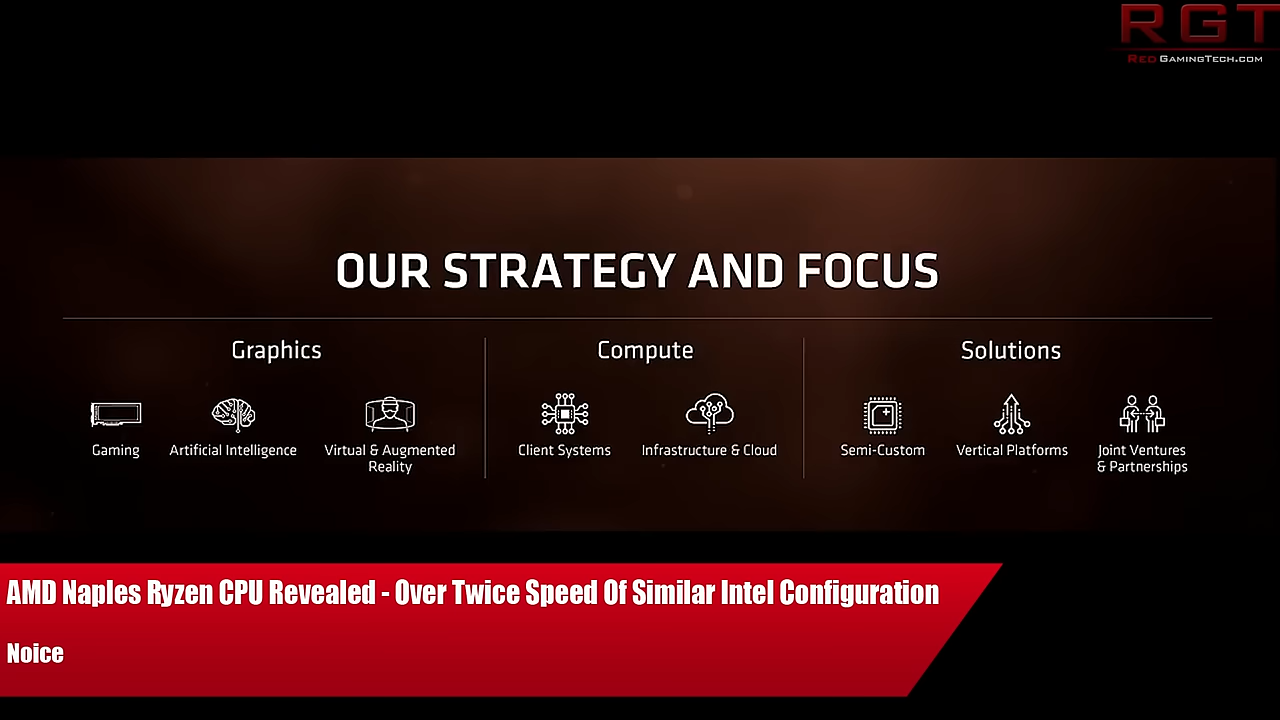 RGT
RedGamingTech.com
OUR STRATEGY AND FOCUS
Graphics
Compute
Solutions
Gaming
Artificial Intelligence
Virtual & Augmented
Reality
Client Systems
Infrastructure & Cloud
Semi-Custom
Vertical Platforms
Joint Ventures
& Partnerships
AMD Naples Ryzen CPU Revealed - Over Twice Speed Of Similar Intel Configuration
Noice